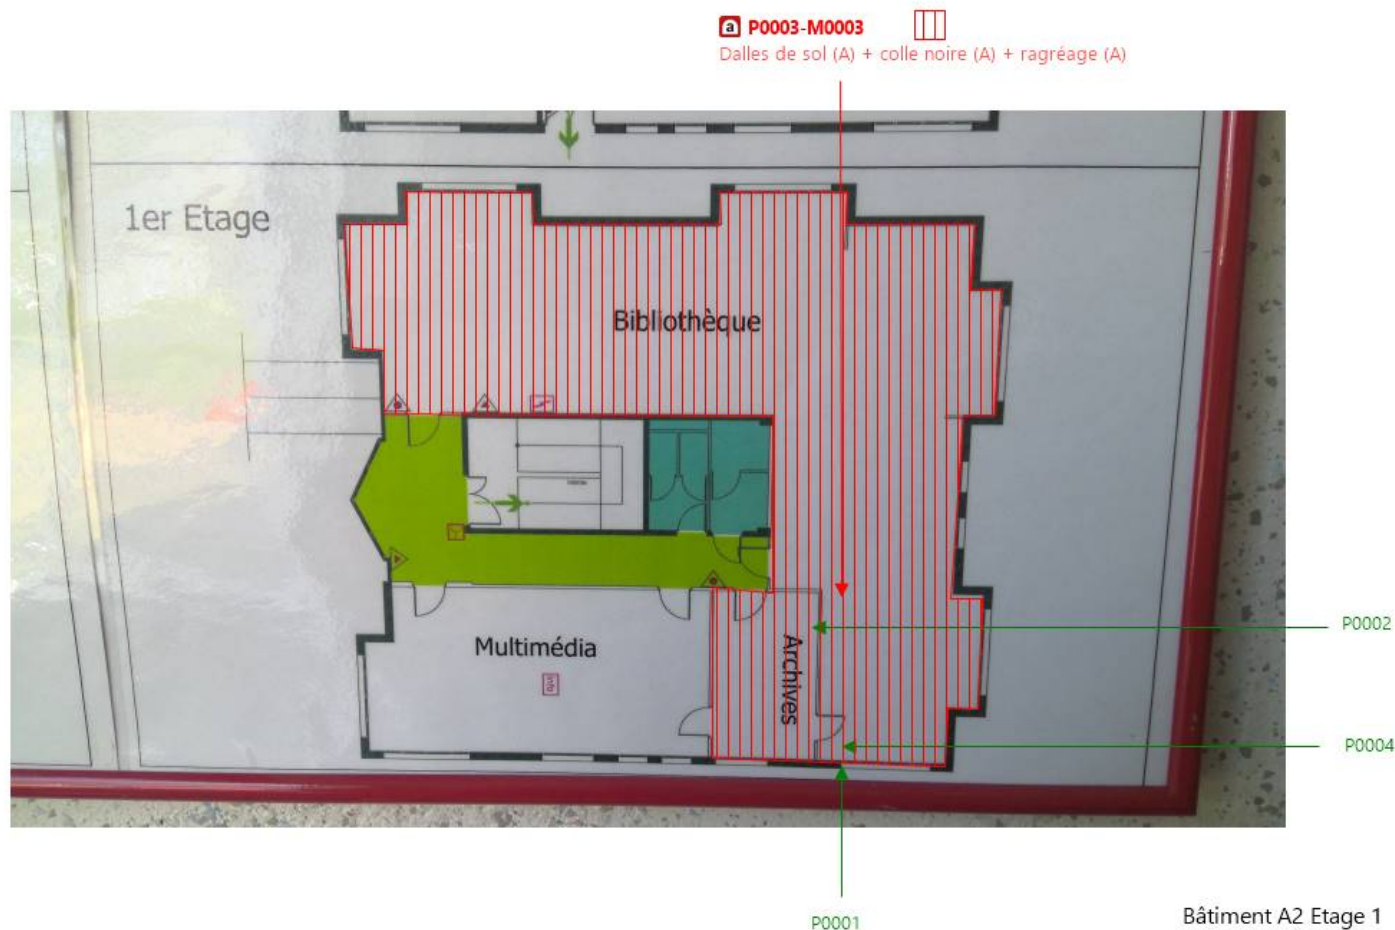 a P0003-M0003
Dalles de sol (A) + colle noire (A) + ragréage (A)
1er Etage
Bibliothèque
Multimédia
info
Archives
P0002
P0004
P0001
Bâtiment A2 Etage 1